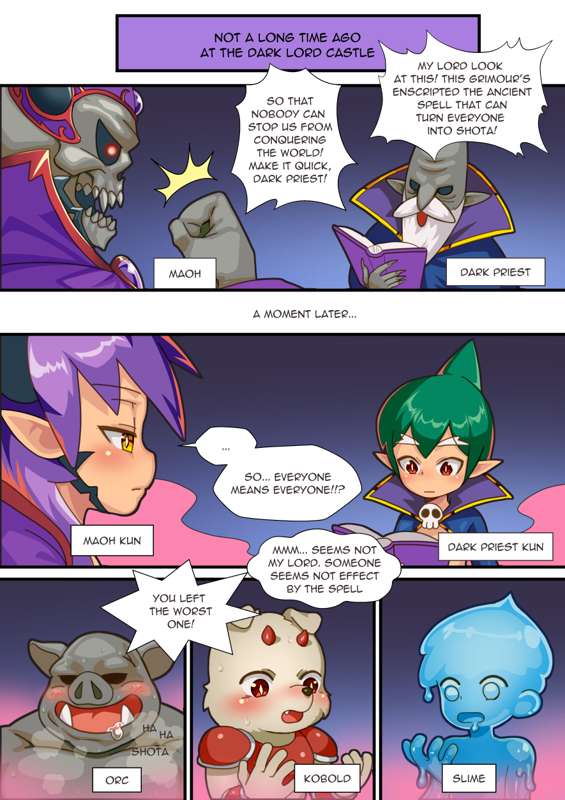 NOT A LONG TIME AGO
AT THE DARK LORD CASTLE
MY LORD LOOK
AT THIS! THIS GRIMOUR'S
ENSCRIPTED THE ANCIENT
SPELL THAT CAN
TURN EVERYONE
INTO SHOTA!
SO THAT
NOBODY CAN
STOP US FROM
CONQUERING
THE WORLD!
MAKE IT QUICK,
DARK PRIEST!
MAOH
DARK PRIEST
A MOMENT LATER...
...
SO... EVERYONE
MEANS EVERYONE!!?
MAOH KUN
DARK PRIEST KUN
MMM... SEEMS NOT
MY LORD. SOMEONE
SEEMS NOT EFFECT
BY THE SPELL
YOU LEFT
THE WORST
ONE!
HA
HA
SHOTA
ORC
KOBOLD
SLIME